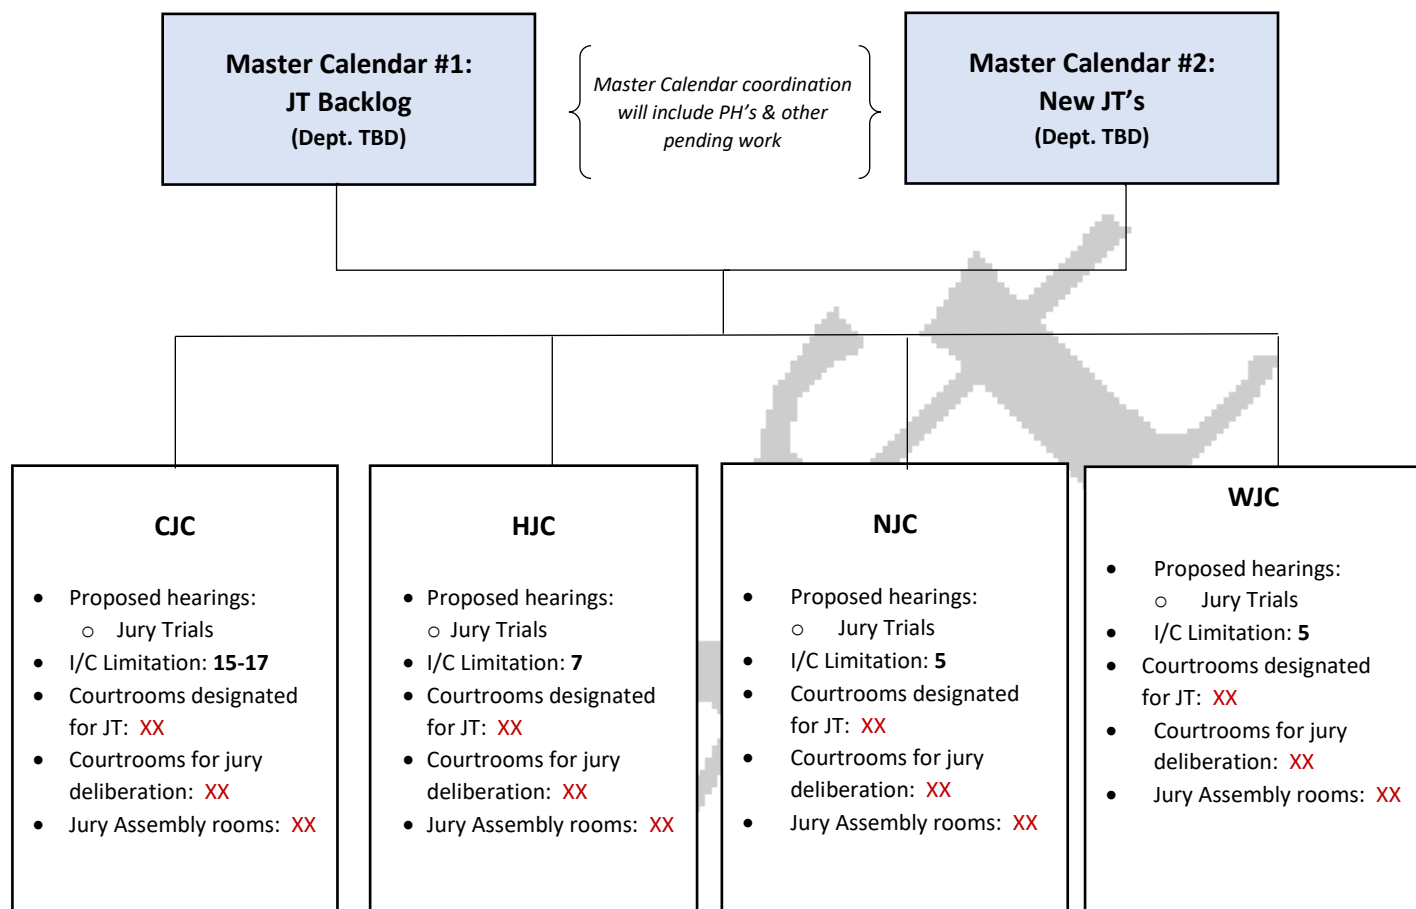 Master Calendar #1:
JT Backlog
(Dept. TBD)
Master Calendar coordination
will include PH's & other
pending work
Master Calendar #2:
New JT's
(Dept. TBD)
CJC
• Proposed hearings:
o Jury Trials
• I/C Limitation: 15-17
• Courtrooms designated
for JT: XX
• Courtrooms for jury
deliberation: XX
• Jury Assembly rooms: XX
HJC
• Proposed hearings:
o Jury Trials
• I/C Limitation: 7
• Courtrooms designated
for JT: XX
• Courtrooms for jury
deliberation: XX
• Jury Assembly rooms: XX
NJC
• Proposed hearings:
o Jury Trials
• I/C Limitation: 5
• Courtrooms designated
for JT: XX
• Courtrooms for jury
deliberation: XX
• Jury Assembly rooms: XX
WJC
• Proposed hearings:
o Jury Trials
• I/C Limitation: 5
• Courtrooms designated
for JT: XX
• Courtrooms for jury
deliberation: XX
• Jury Assembly rooms: XX